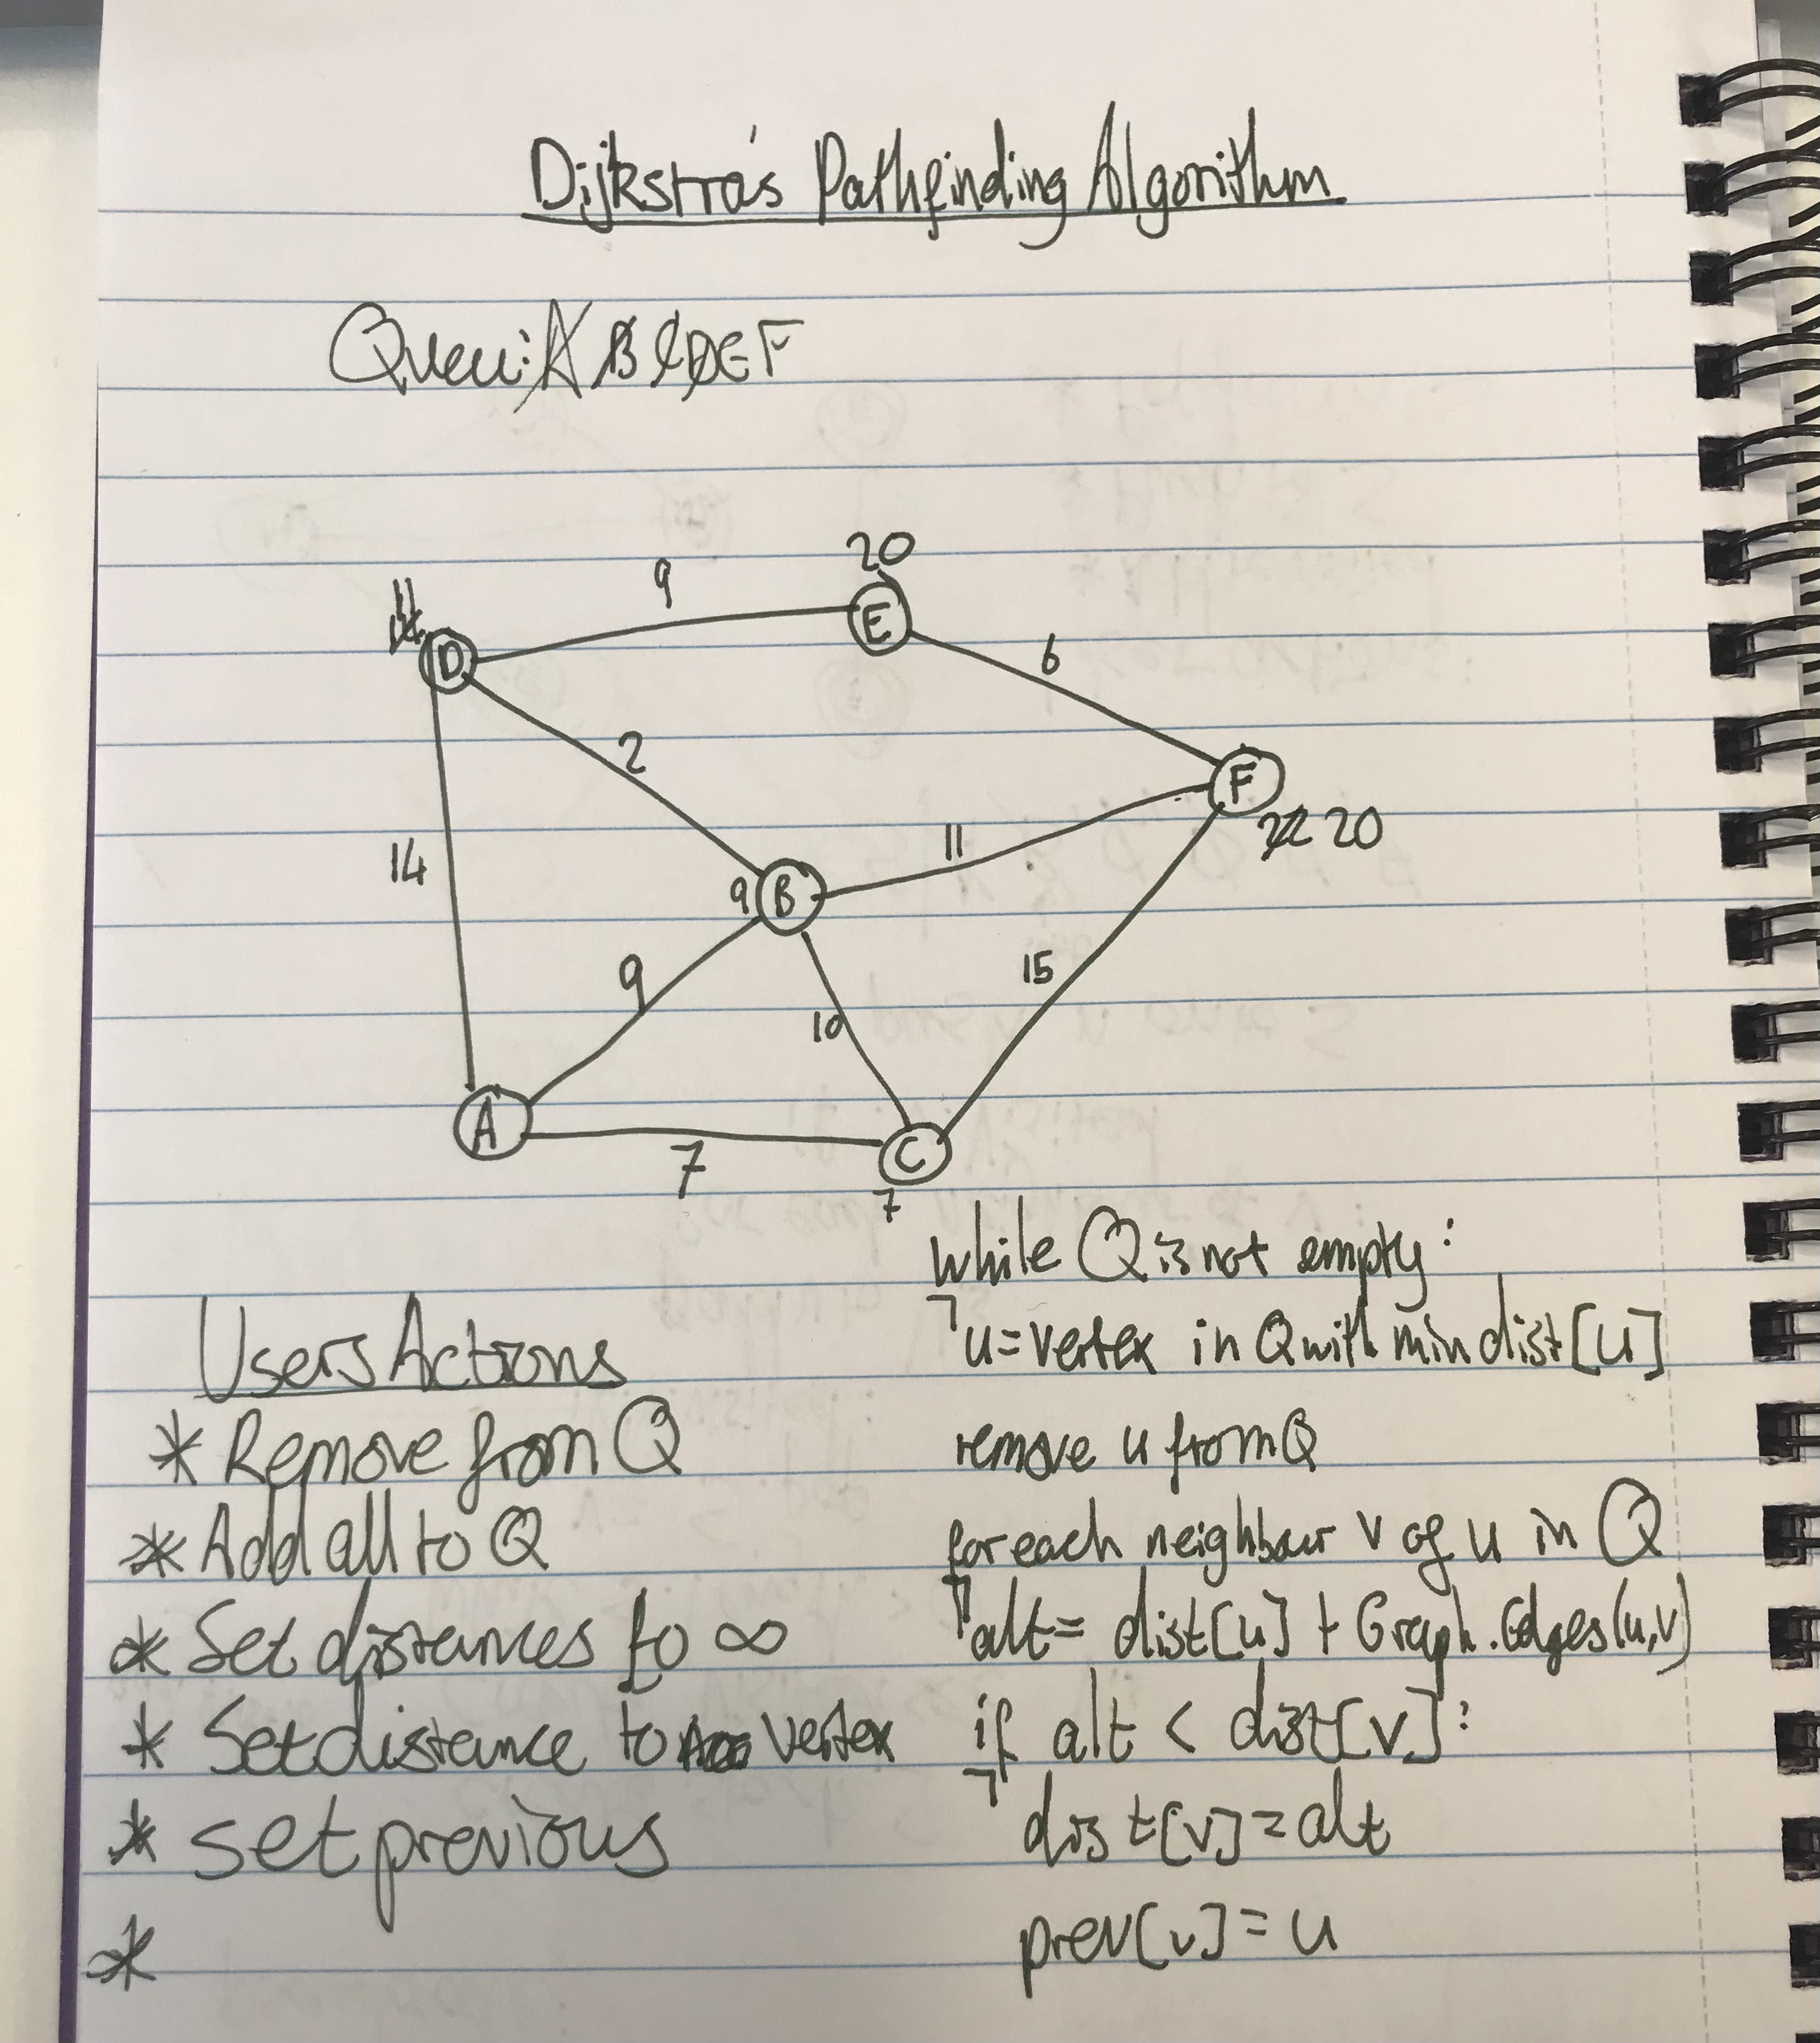 Dijkstra's Pathfinding Algorithm
Queu: A B C D E F
20
9
E
D
6
2
F
22 20
11
14
9 B
15
9
10
A
C
7
7
while Q is not empty:
u=vertex in Q with min dist[u]
remove u from Q
for each neighbour v of u in Q
alt= dist[u] + Graph.Edges(u,v)
if alt < dist[v]:
dist[v]=alt
prev[v]=u
Users Actions
* Remove from Q
* Add all to Q
* Set distances to ∞
* Set distance to vertex
* set previous
*